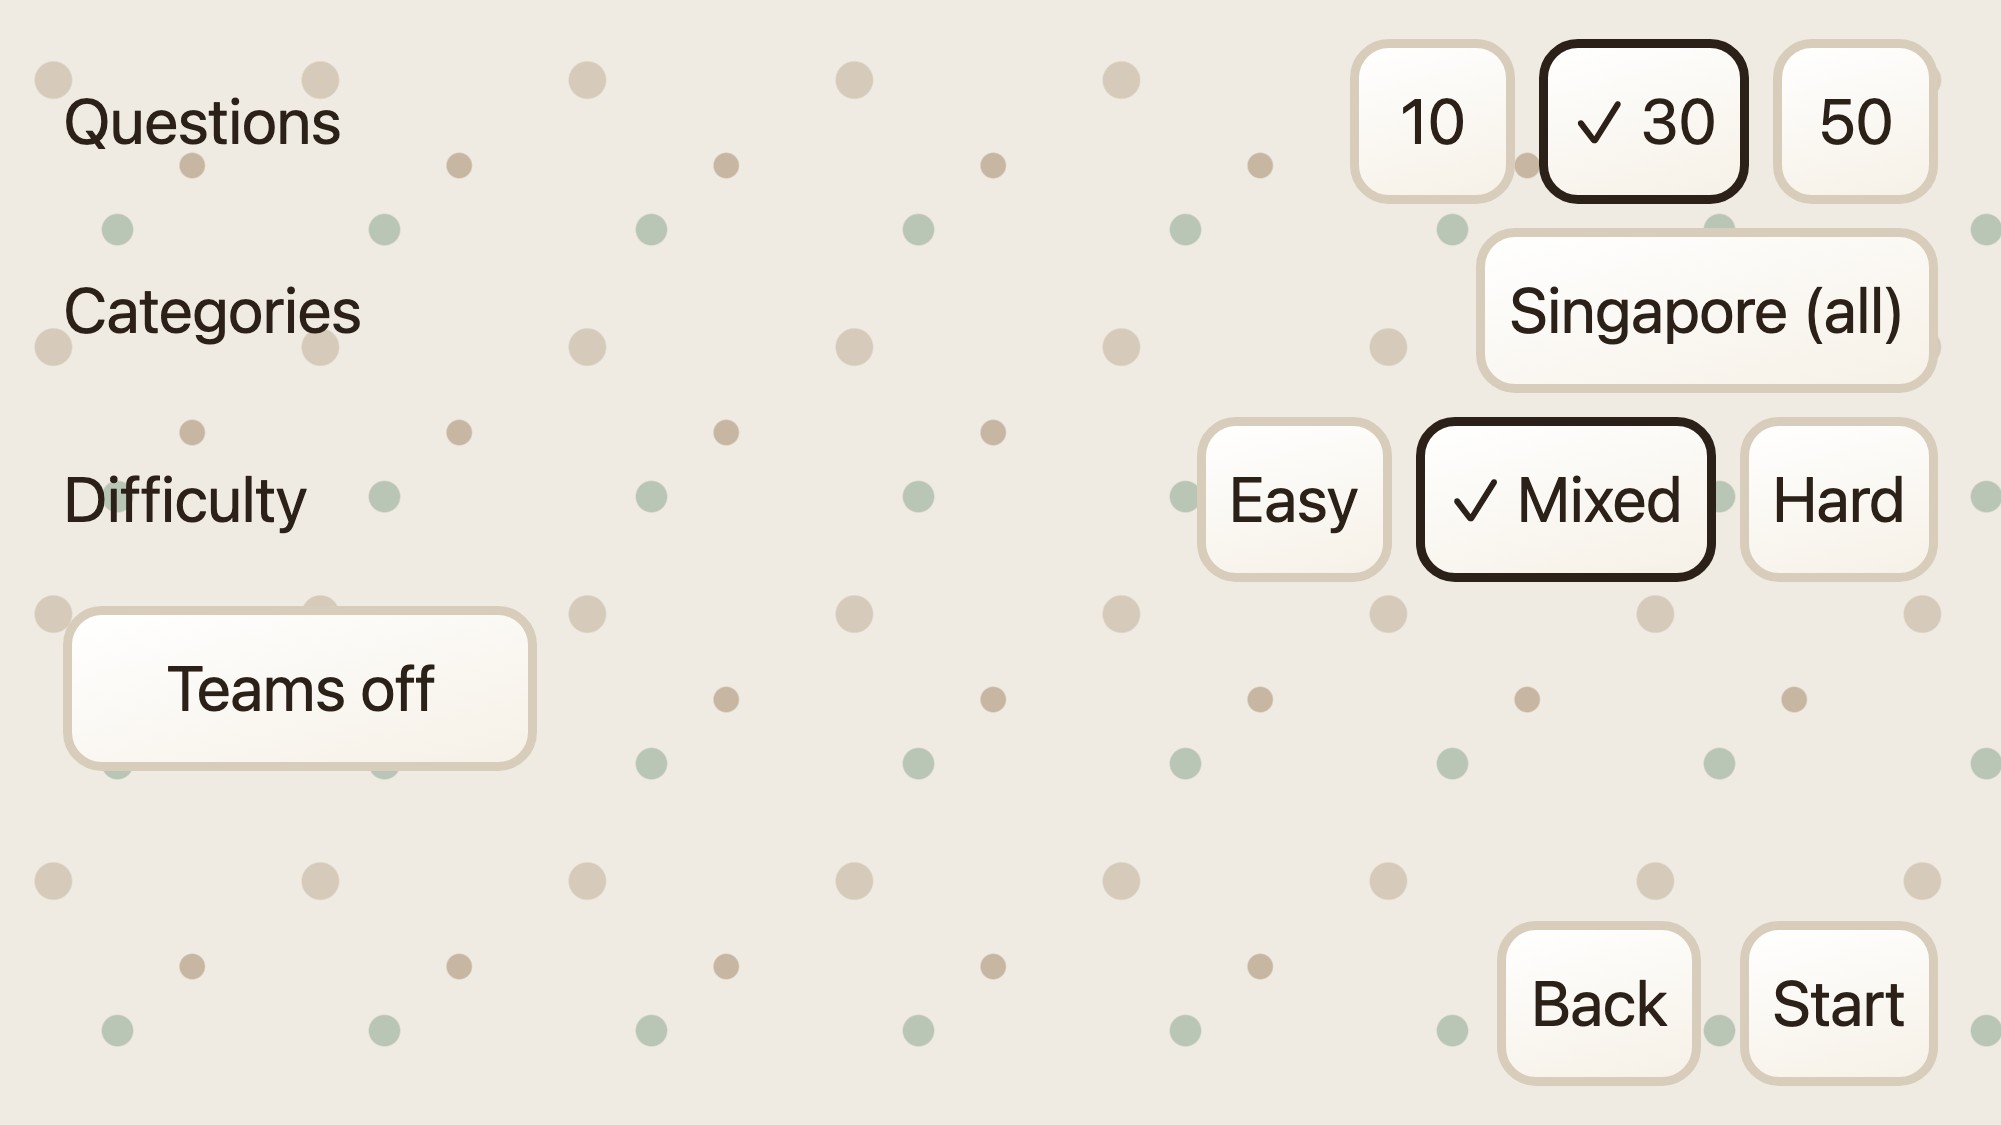 Questions 10 ✓ 30 50
Categories Singapore (all)
Difficulty Easy ✓ Mixed Hard
Teams off
Back Start